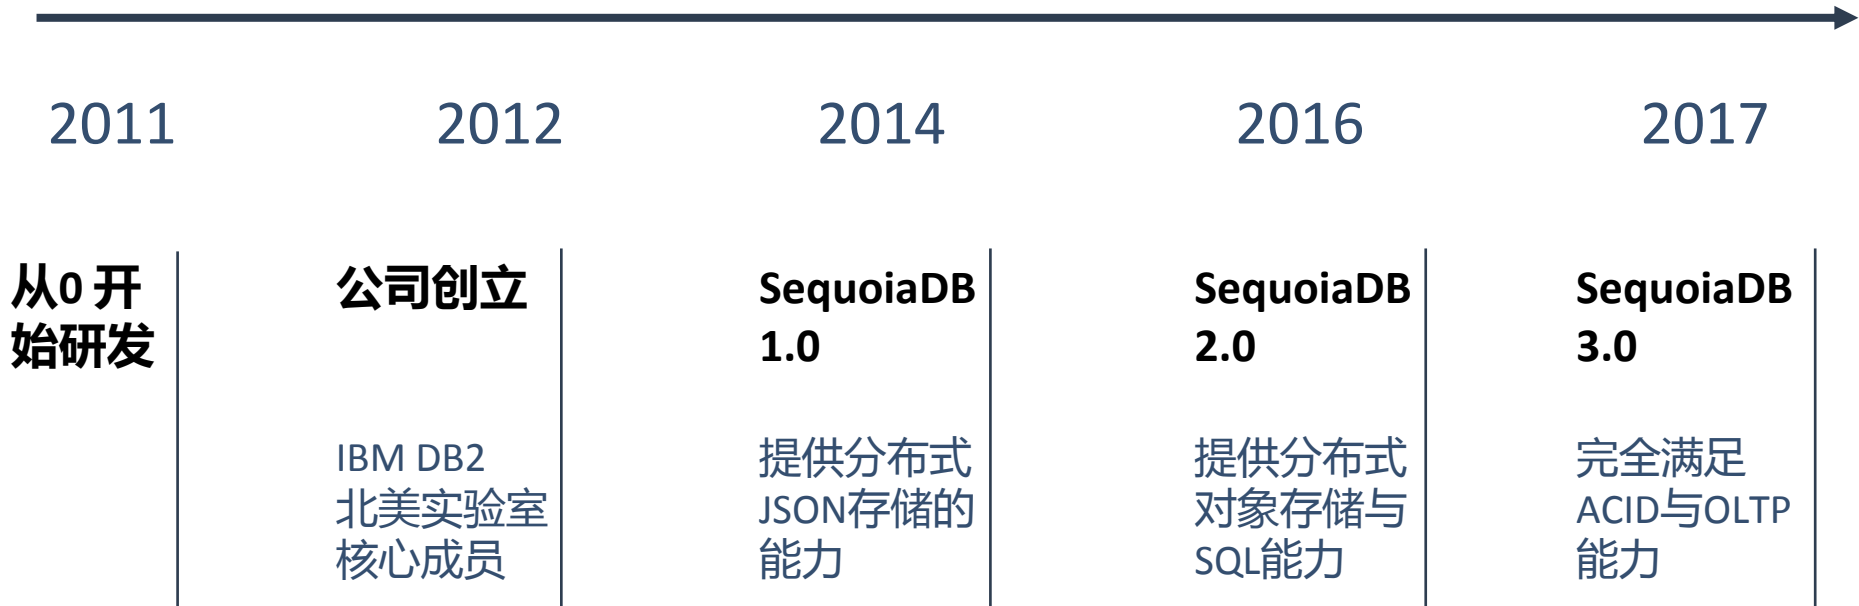 2011
2012
2014
2016
2017
从0 开
始研发
公司创立
IBM DB2
北美实验室
核心成员
SequoiaDB
1.0
提供分布式
JSON存储的
能力
SequoiaDB
2.0
提供分布式
对象存储与
SQL能力
SequoiaDB
3.0
完全满足
ACID与OLTP
能力